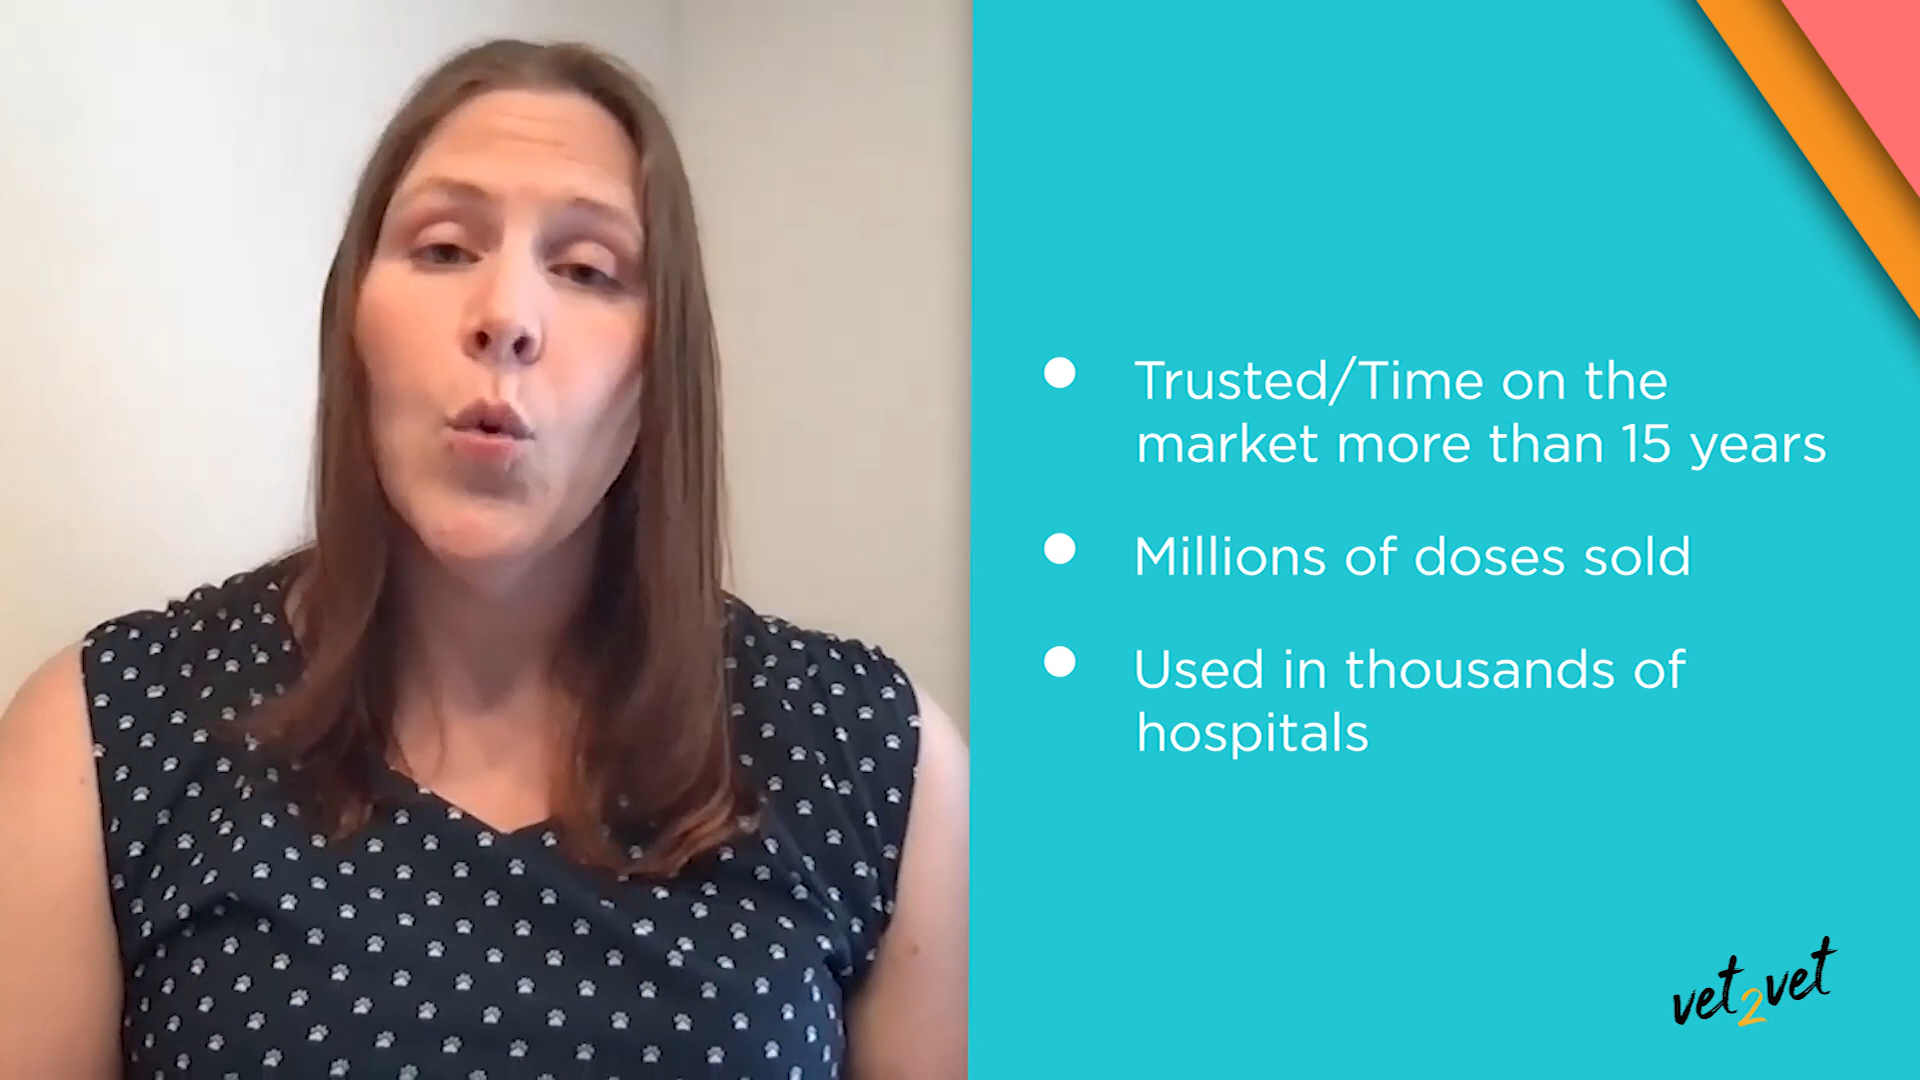 Trusted/Time on the
market more than 15 years
Millions of doses sold
Used in thousands of
hospitals
vet2vet